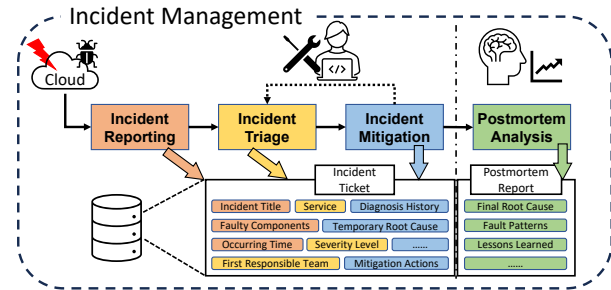 Incident Management
Cloud
</>
Incident
Reporting
Incident
Triage
Incident
Mitigation
Postmortem
Analysis
Incident
Ticket
Incident Title
Service
Diagnosis History
Faulty Components
Temporary Root Cause
Occurring Time
Severity Level
......
First Responsible Team
Mitigation Actions
Postmortem
Report
Final Root Cause
Fault Patterns
Lessons Learned
......